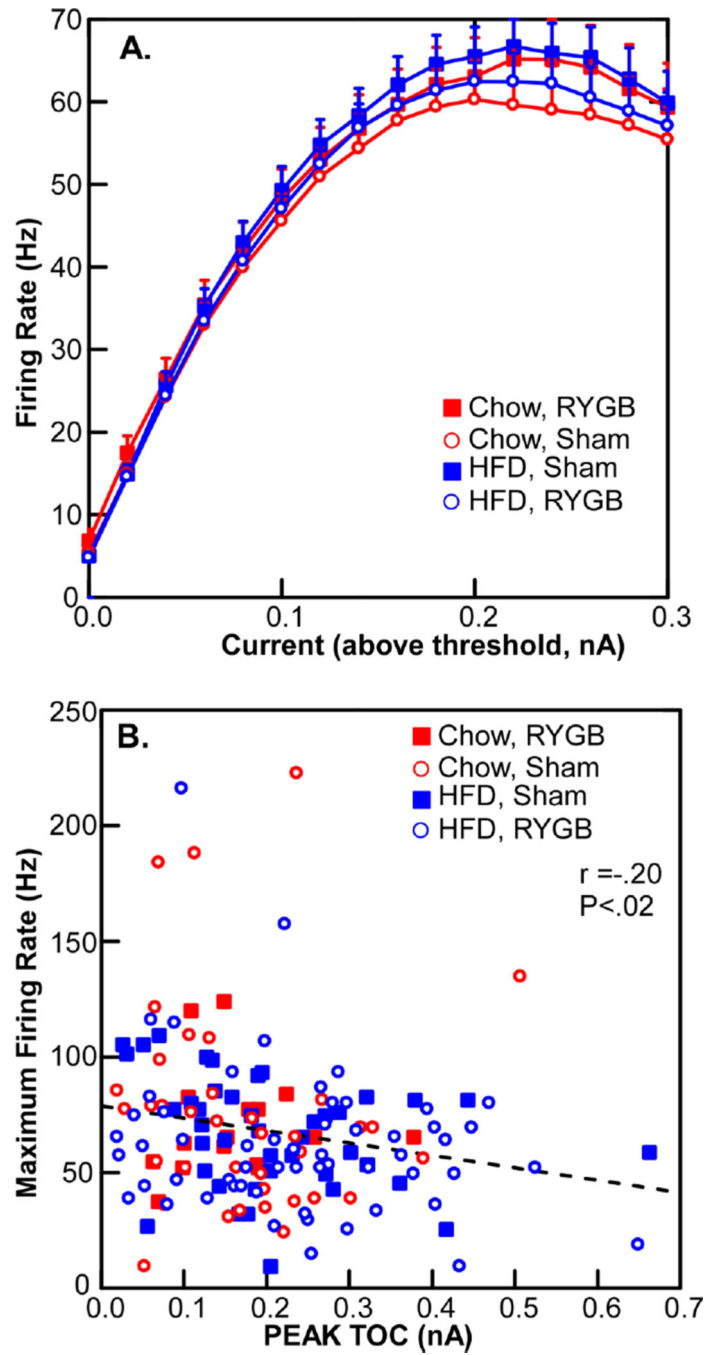 A.
70
60
50
40
30
20
10
0
Firing Rate (Hz)
Chow, RYGB
Chow, Sham
HFD, Sham
HFD, RYGB
0.0 0.1 0.2 0.3
Current (above threshold, nA)
B.
250
200
150
100
50
0
Maximum Firing Rate (Hz)
Chow, RYGB
Chow, Sham
HFD, Sham
HFD, RYGB
r =-.20
P<.02
0.0 0.1 0.2 0.3 0.4 0.5 0.6 0.7
PEAK TOC (nA)